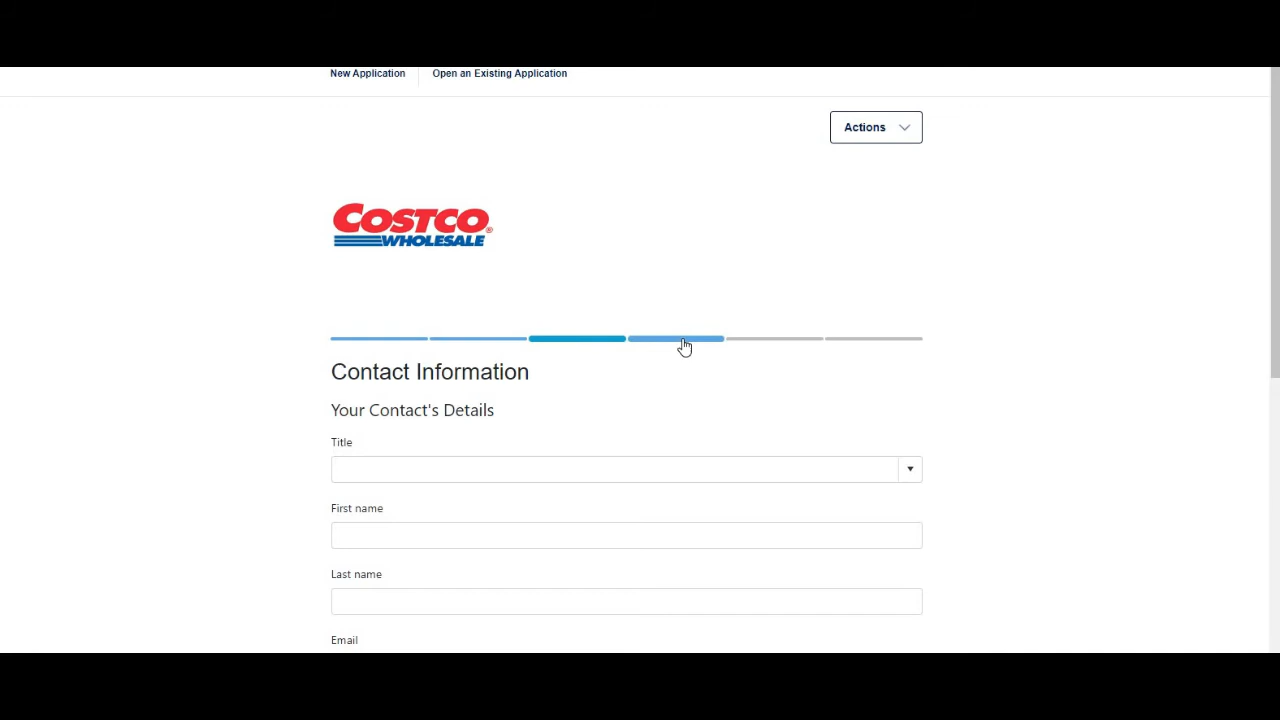 New Application
Open an Existing Application
Actions
COSTCO
WHOLESALE
Contact Information
Your Contact's Details
Title
First name
Last name
Email